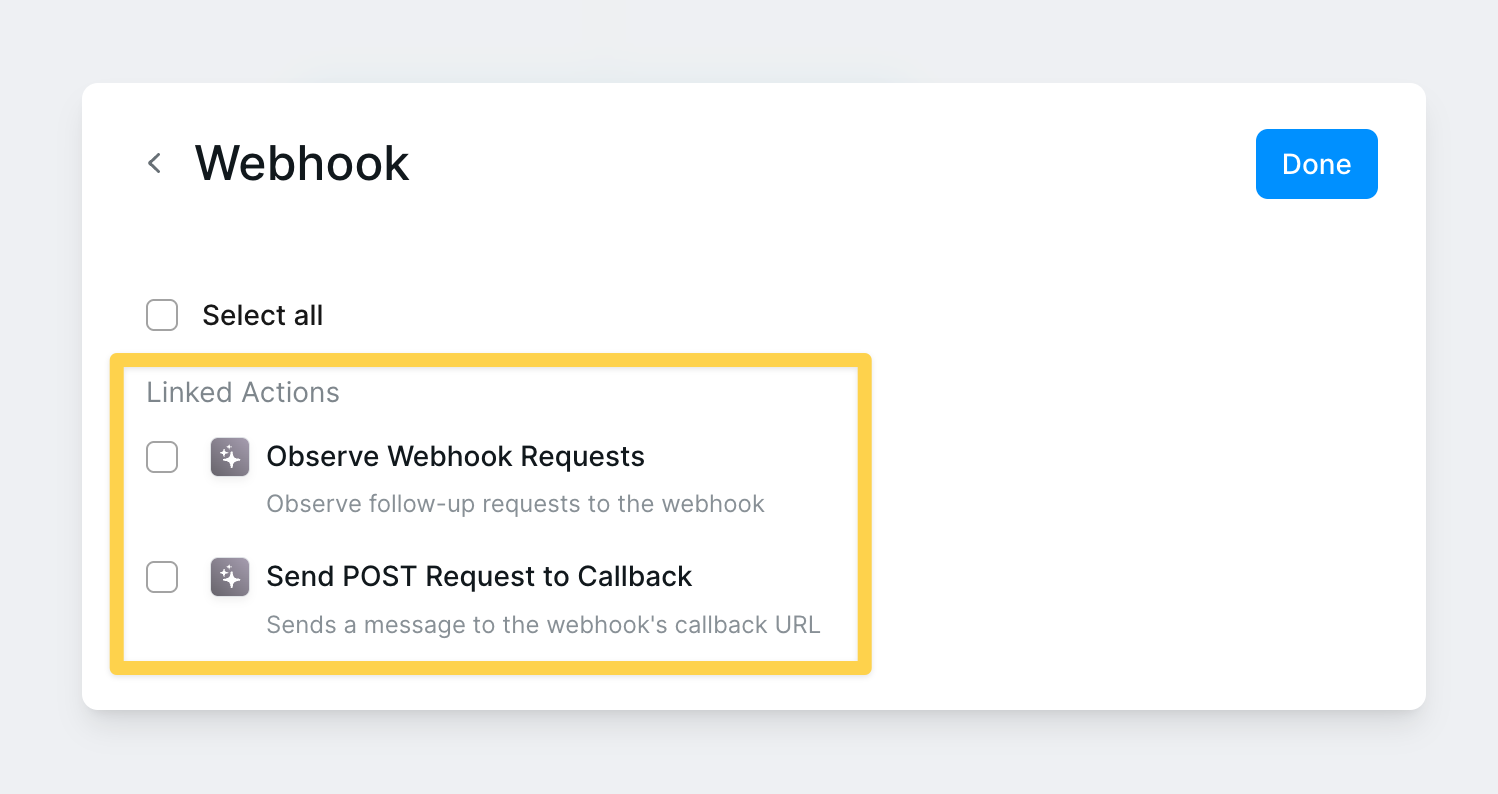 Webhook
Done
Select all
Linked Actions
Observe Webhook Requests
Observe follow-up requests to the webhook
Send POST Request to Callback
Sends a message to the webhook's callback URL